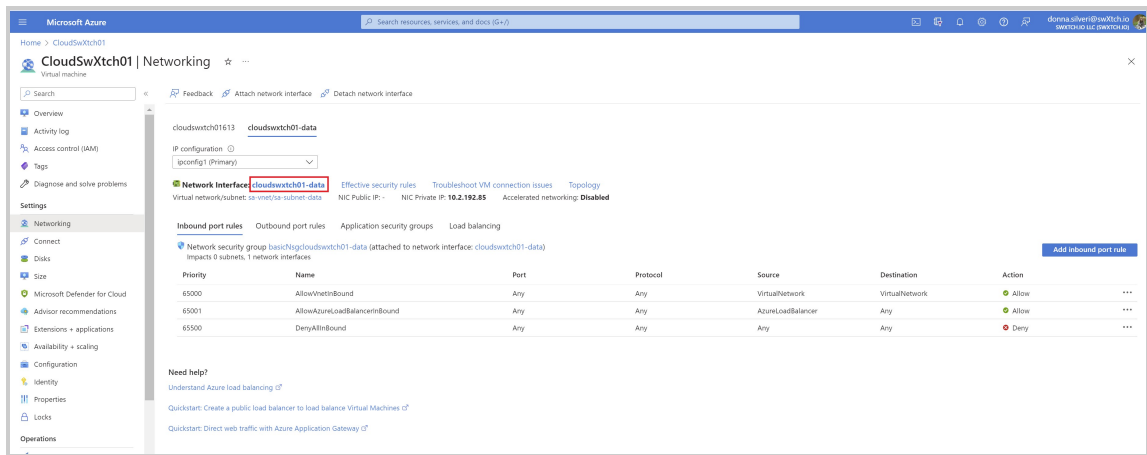 Microsoft Azure
Search resources, services, and docs (G+/)
donna.silveri@swXtch.io
SWXTCH.IO LLC (SWXTCH.IO)
Home > CloudSwXtch01
CloudSwXtch01 | Networking
Virtual machine
Search
Feedback Attach network interface Detach network interface
Overview
Activity log
Access control (IAM)
Tags
Diagnose and solve problems
Settings
Networking
Connect
Disks
Size
Microsoft Defender for Cloud
Advisor recommendations
Extensions + applications
Availability + scaling
Configuration
Identity
Properties
Locks
Operations
cloudswxtch01613 cloudswxtch01-data
IP configuration
ipconfig1 (Primary)
Network Interface: cloudswxtch01-data Effective security rules Troubleshoot VM connection issues Topology
Virtual network/subnet: sa-vnet/sa-subnet-data NIC Public IP: - NIC Private IP: 10.2.192.85 Accelerated networking: Disabled
Inbound port rules Outbound port rules Application security groups Load balancing
Network security group basicNsgcloudswxtch01-data (attached to network interface: cloudswxtch01-data)
Impacts 0 subnets, 1 network interfaces
Add inbound port rule
Priority Name Port Protocol Source Destination Action
65000 AllowVnetInBound Any Any VirtualNetwork VirtualNetwork Allow
65001 AllowAzureLoadBalancerInBound Any Any AzureLoadBalancer Any Allow
65500 DenyAllInBound Any Any Any Any Deny
Need help?
Understand Azure load balancing
Quickstart: Create a public load balancer to load balance Virtual Machines
Quickstart: Direct web traffic with Azure Application Gateway